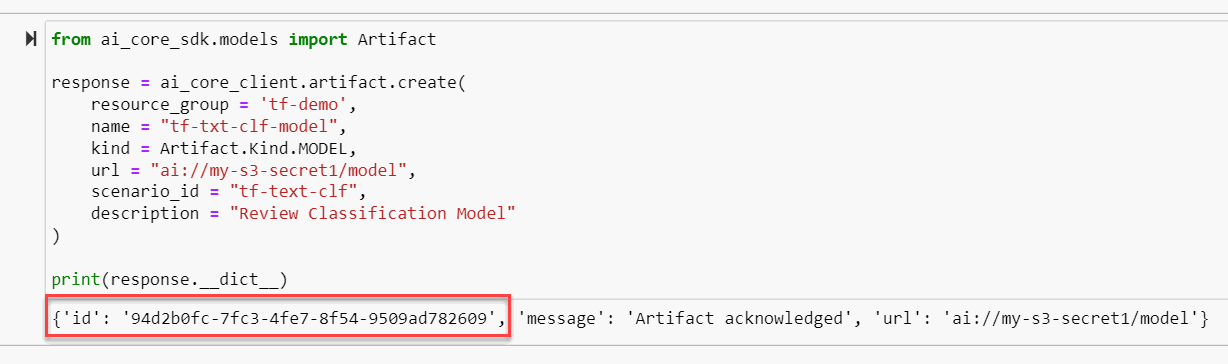 from ai_core_sdk.models import Artifact
response = ai_core_client.artifact.create(
    resource_group = 'tf-demo',
    name = "tf-txt-clf-model",
    kind = Artifact.Kind.MODEL,
    url = "ai://my-s3-secret1/model",
    scenario_id = "tf-text-clf",
    description = "Review Classification Model"
)
print(response.__dict__)
{'id': '94d2b0fc-7fc3-4fe7-8f54-9509ad782609', 'message': 'Artifact acknowledged', 'url': 'ai://my-s3-secret1/model'}